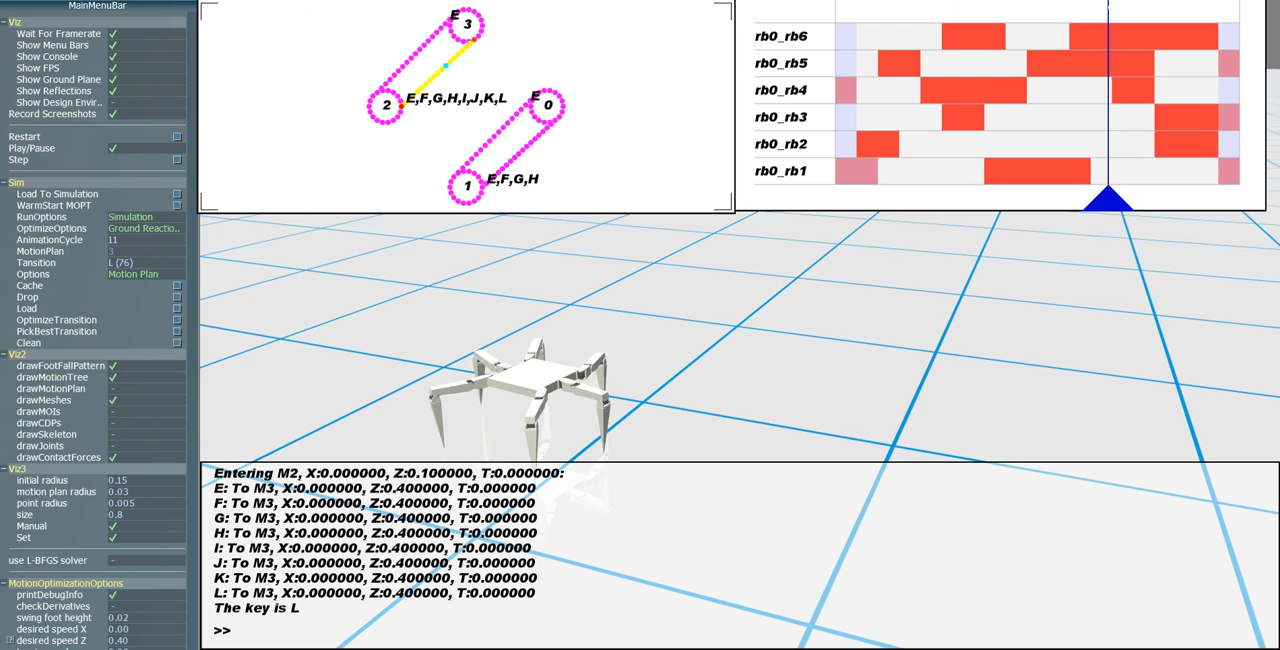 MainMenuBar
Viz
Wait For Framerate
Show Menu Bars
Show Console
Show FPS
Show Ground Plane
Show Reflections
Show Design Envir..
Record Screenshots
Restart
Play/Pause
Step
Sim
Load To Simulation
WarmStart MOPT
RunOptions Simulation
OptimizeOptions Ground Reactio..
AnimationCycle 11
MotionPlan 3
Transition L (76)
Options Motion Plan
Cache
Drop
Load
OptimizeTransition
PickBestTransition
Clean
Viz2
drawFootFallPattern
drawMotionTree
drawMotionPlan
drawMeshes
drawMOIs
drawCDPs
drawSkeleton
drawJoints
drawContactForces
Viz3
initial radius 0.15
motion plan radius 0.03
point radius 0.005
size 0.8
Manual
Set
use L-BFGS solver
MotionOptimizationOptions
printDebugInfo
checkDerivatives
swing foot height 0.02
desired speed X 0.00
desired speed Z 0.40
E 3
2 E,F,G,H,I,J,K,L
E 0
1 E,F,G,H
rb0_rb6
rb0_rb5
rb0_rb4
rb0_rb3
rb0_rb2
rb0_rb1
Entering M2, X:0.000000, Z:0.100000, T:0.000000:
E: To M3, X:0.000000, Z:0.400000, T:0.000000
F: To M3, X:0.000000, Z:0.400000, T:0.000000
G: To M3, X:0.000000, Z:0.400000, T:0.000000
H: To M3, X:0.000000, Z:0.400000, T:0.000000
I: To M3, X:0.000000, Z:0.400000, T:0.000000
J: To M3, X:0.000000, Z:0.400000, T:0.000000
K: To M3, X:0.000000, Z:0.400000, T:0.000000
L: To M3, X:0.000000, Z:0.400000, T:0.000000
The key is L
>>